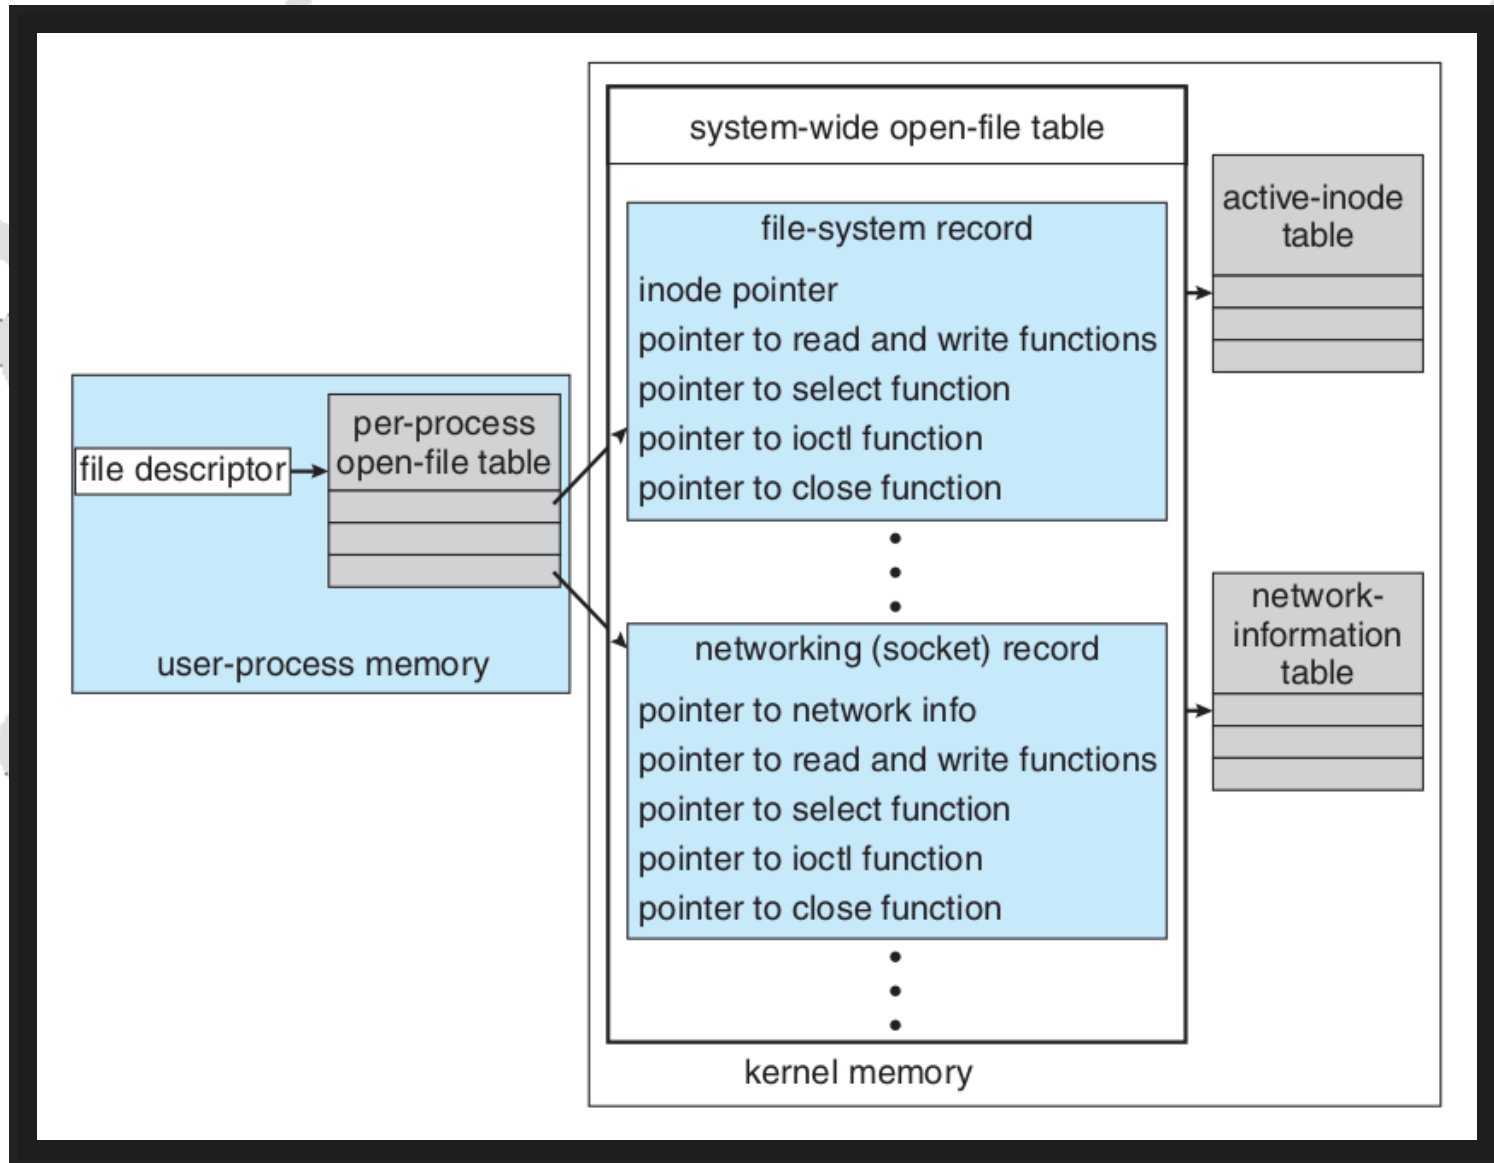 system-wide open-file table
file-system record
inode pointer
pointer to read and write functions
pointer to select function
pointer to ioctl function
pointer to close function
active-inode
table
file descriptor
per-process
open-file table
user-process memory
networking (socket) record
pointer to network info
pointer to read and write functions
pointer to select function
pointer to ioctl function
pointer to close function
network-
information
table
kernel memory